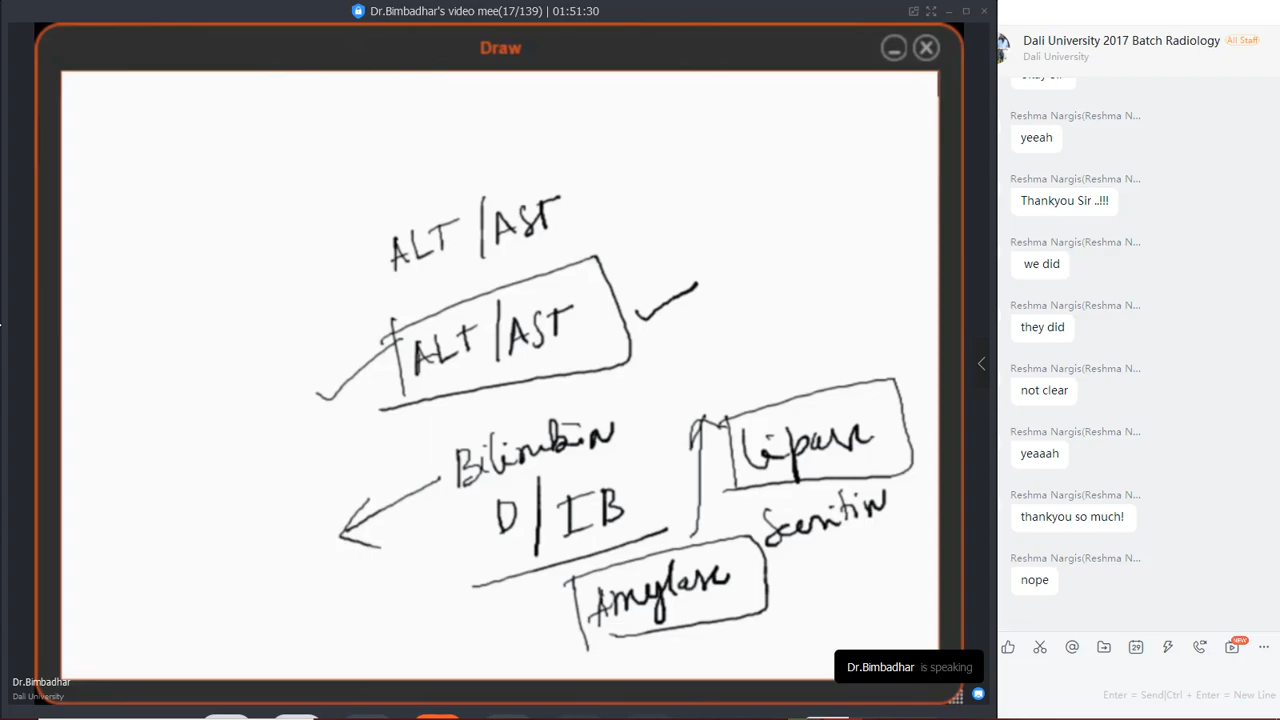 Dr.Bimbadhar's video mee(17/139) | 01:51:30
Draw
ALT/AST
ALT/AST
Bilirubin
D/IB
Lipase
Amylase
Dr.Bimbadhar
Dali University
Dr.Bimbadhar is speaking
Dali University 2017 Batch Radiology All Staff
Dali University
Reshma Nargis(Reshma N...
yeeah
Reshma Nargis(Reshma N...
Thankyou Sir ..!!!
Reshma Nargis(Reshma N...
we did
Reshma Nargis(Reshma N...
they did
Reshma Nargis(Reshma N...
not clear
Reshma Nargis(Reshma N...
yeaaah
Reshma Nargis(Reshma N...
thankyou so much!
Reshma Nargis(Reshma N...
nope
29
NEW
Enter = Send|Ctrl + Enter = New Line